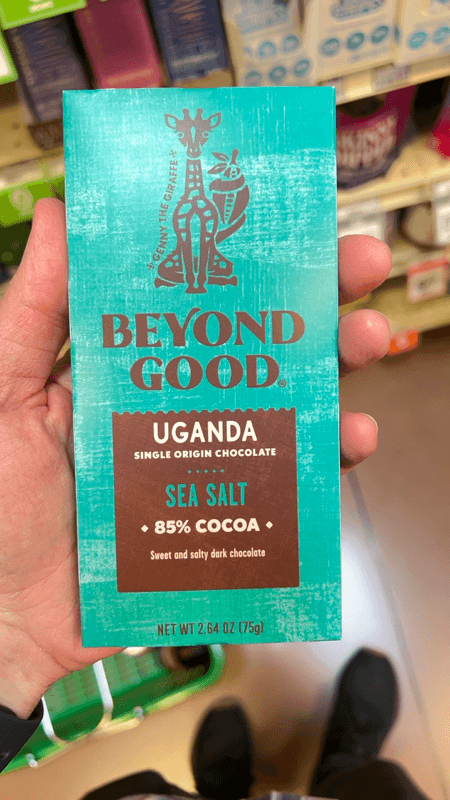 GENNY THE GIRAFFE
BEYOND
GOOD®
UGANDA
SINGLE ORIGIN CHOCOLATE
SEA SALT
85% COCOA
Sweet and salty dark chocolate
NET WT 2.64 OZ (75g)